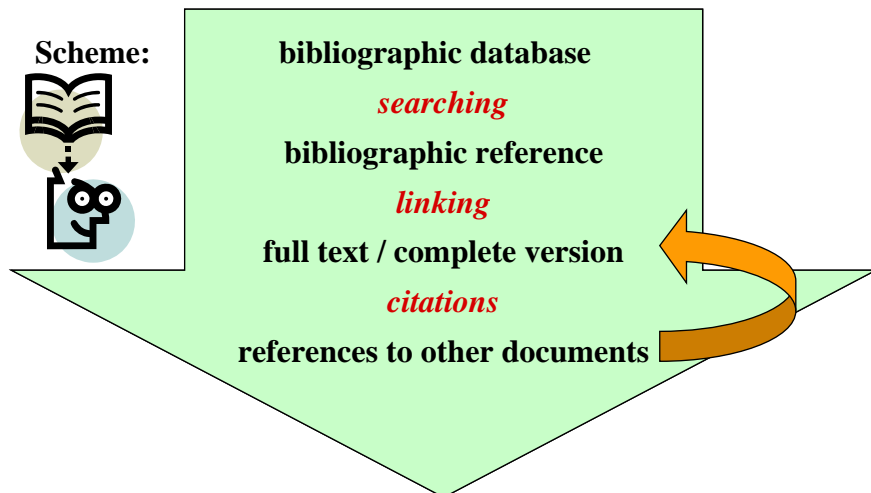 Scheme:
bibliographic database
searching
bibliographic reference
linking
full text / complete version
citations
references to other documents